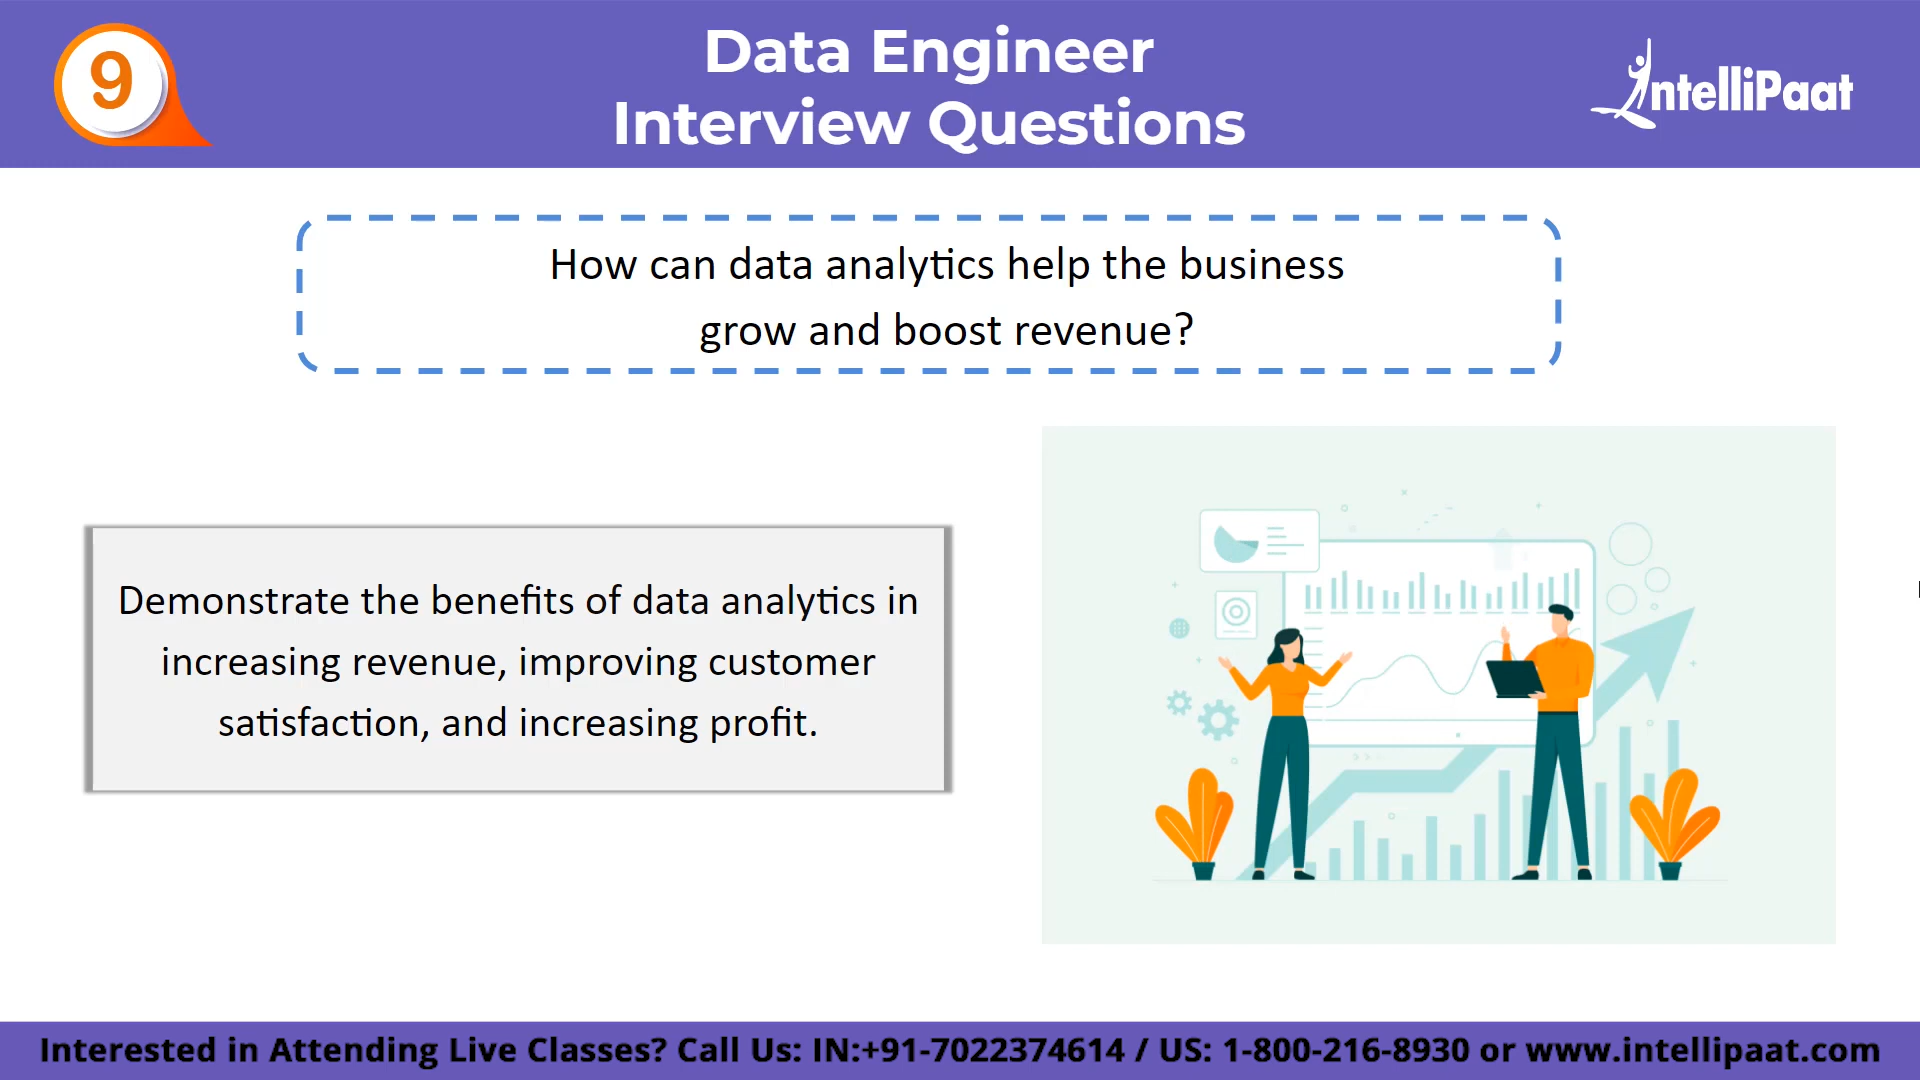 9
Data Engineer
Interview Questions
IntelliPaat
How can data analytics help the business
grow and boost revenue?
Demonstrate the benefits of data analytics in
increasing revenue, improving customer
satisfaction, and increasing profit.
Interested in Attending Live Classes? Call Us: IN:+91-7022374614 / US: 1-800-216-8930 or www.intellipaat.com